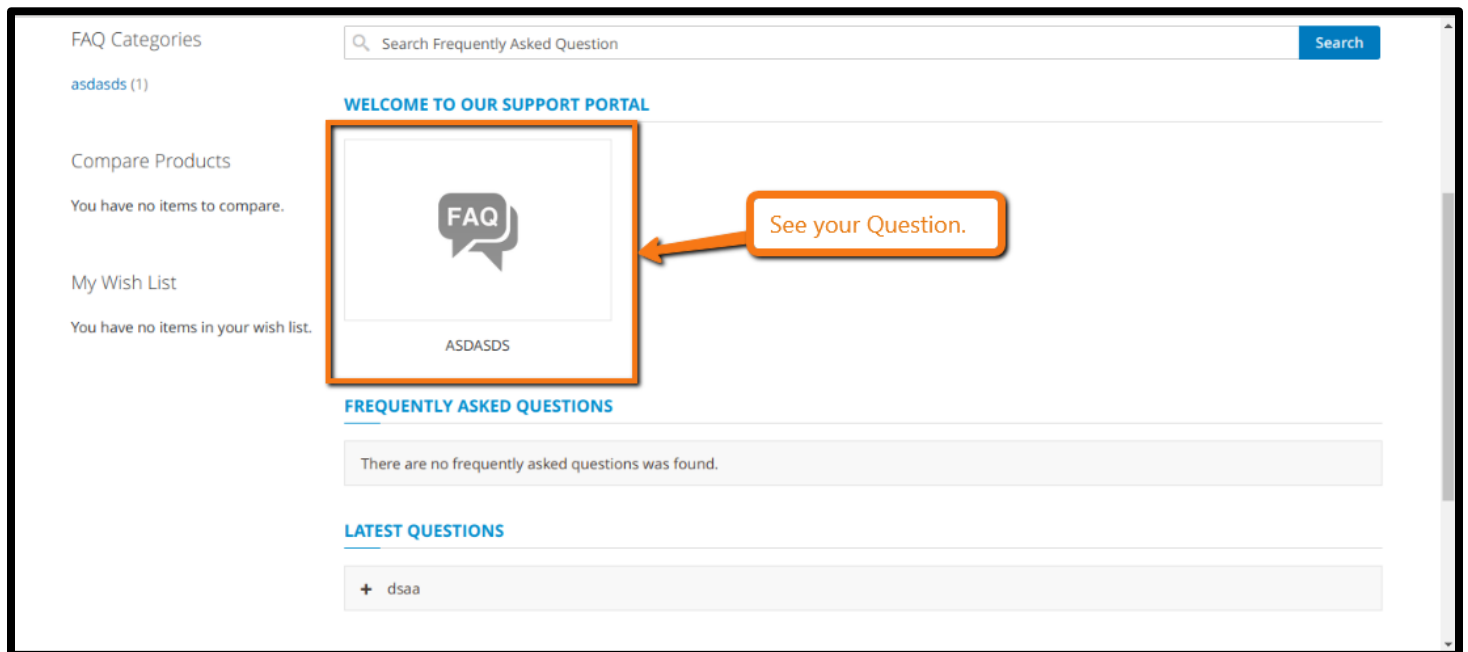 FAQ Categories
asdasds (1)
Compare Products
You have no items to compare.
My Wish List
You have no items in your wish list.
Search Frequently Asked Question
Search
WELCOME TO OUR SUPPORT PORTAL
FAQ
ASDASDS
See your Question.
FREQUENTLY ASKED QUESTIONS
There are no frequently asked questions was found.
LATEST QUESTIONS
+ dsaa